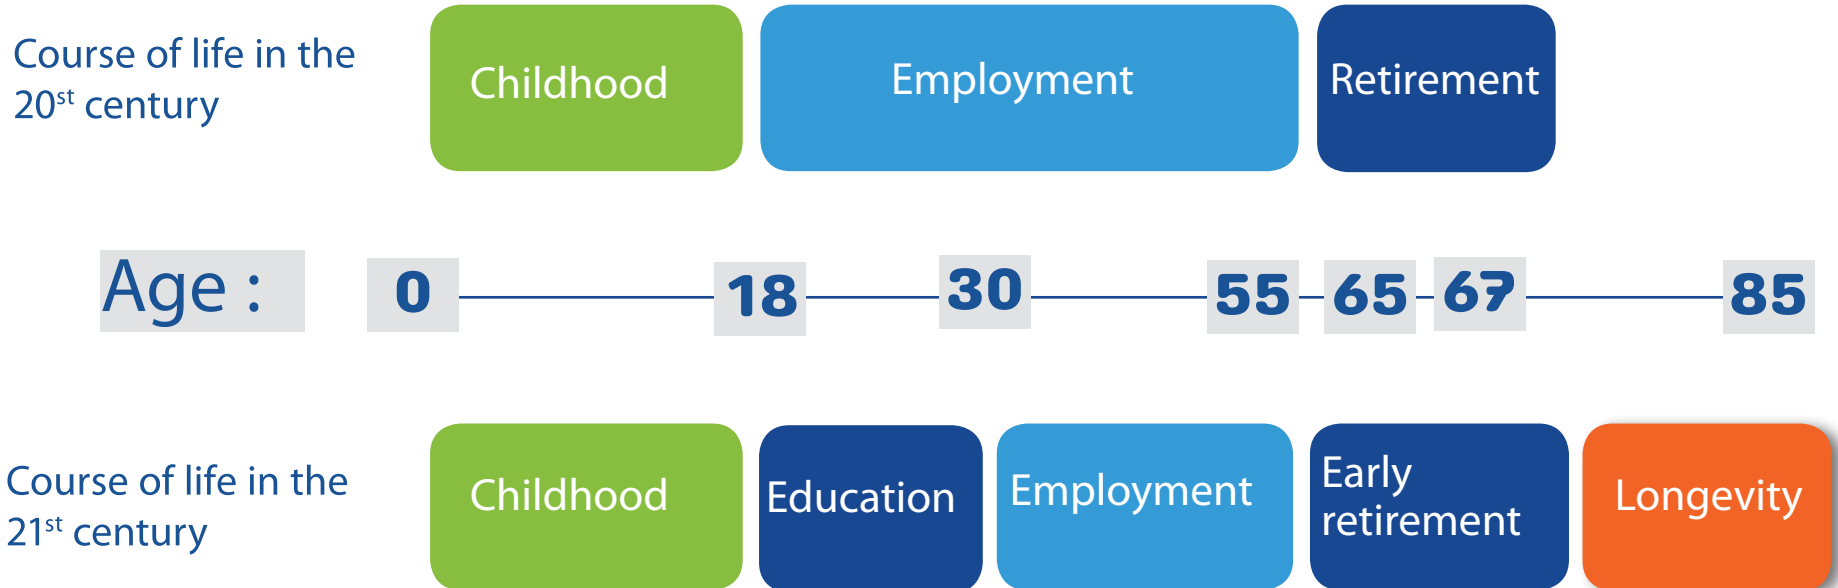 Course of life in the
20st century
Childhood
Employment
Retirement
Age :
0
18
30
55
65
67
85
Course of life in the
21st century
Childhood
Education
Employment
Early
retirement
Longevity